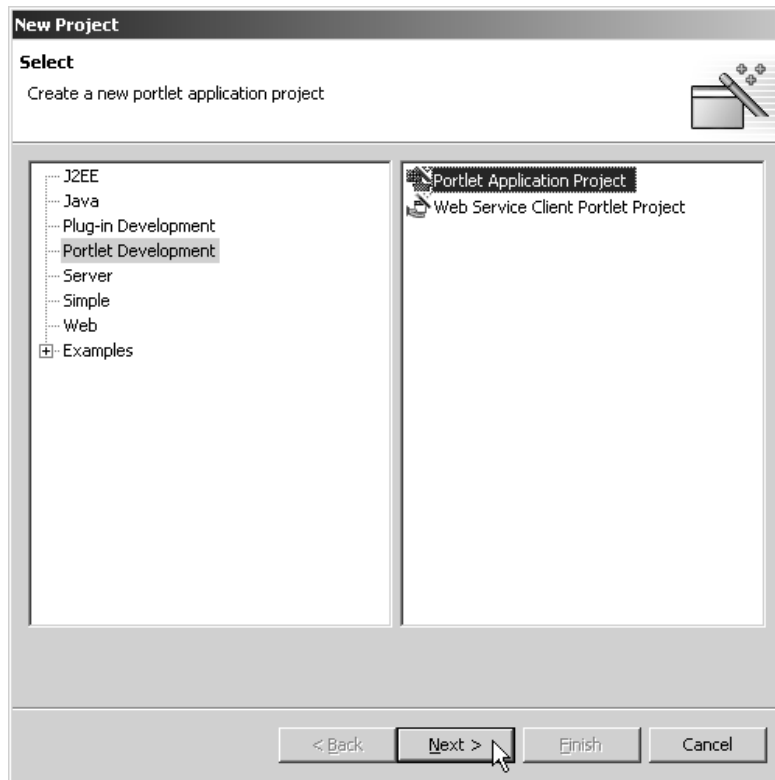 New Project
Select
Create a new portlet application project
J2EE
Java
Plug-in Development
Portlet Development
Server
Simple
Web
Examples
Portlet Application Project
Web Service Client Portlet Project
< Back
Next >
Finish
Cancel